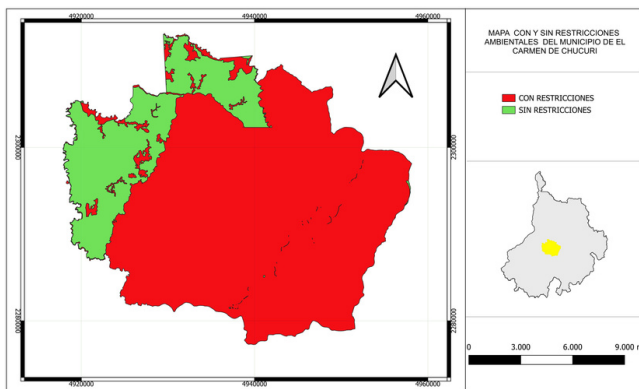 4920000 4940000 4960000
2300000 2300000
2280000 2280000
4920000 4940000 4960000
MAPA CON Y SIN RESTRICCIONES
AMBIENTALES DEL MUNICIPIO DE EL
CARMEN DE CHUCURI
CON RESTRICCIONES
SIN RESTRICCIONES
0 3.000 6.000 9.000 m